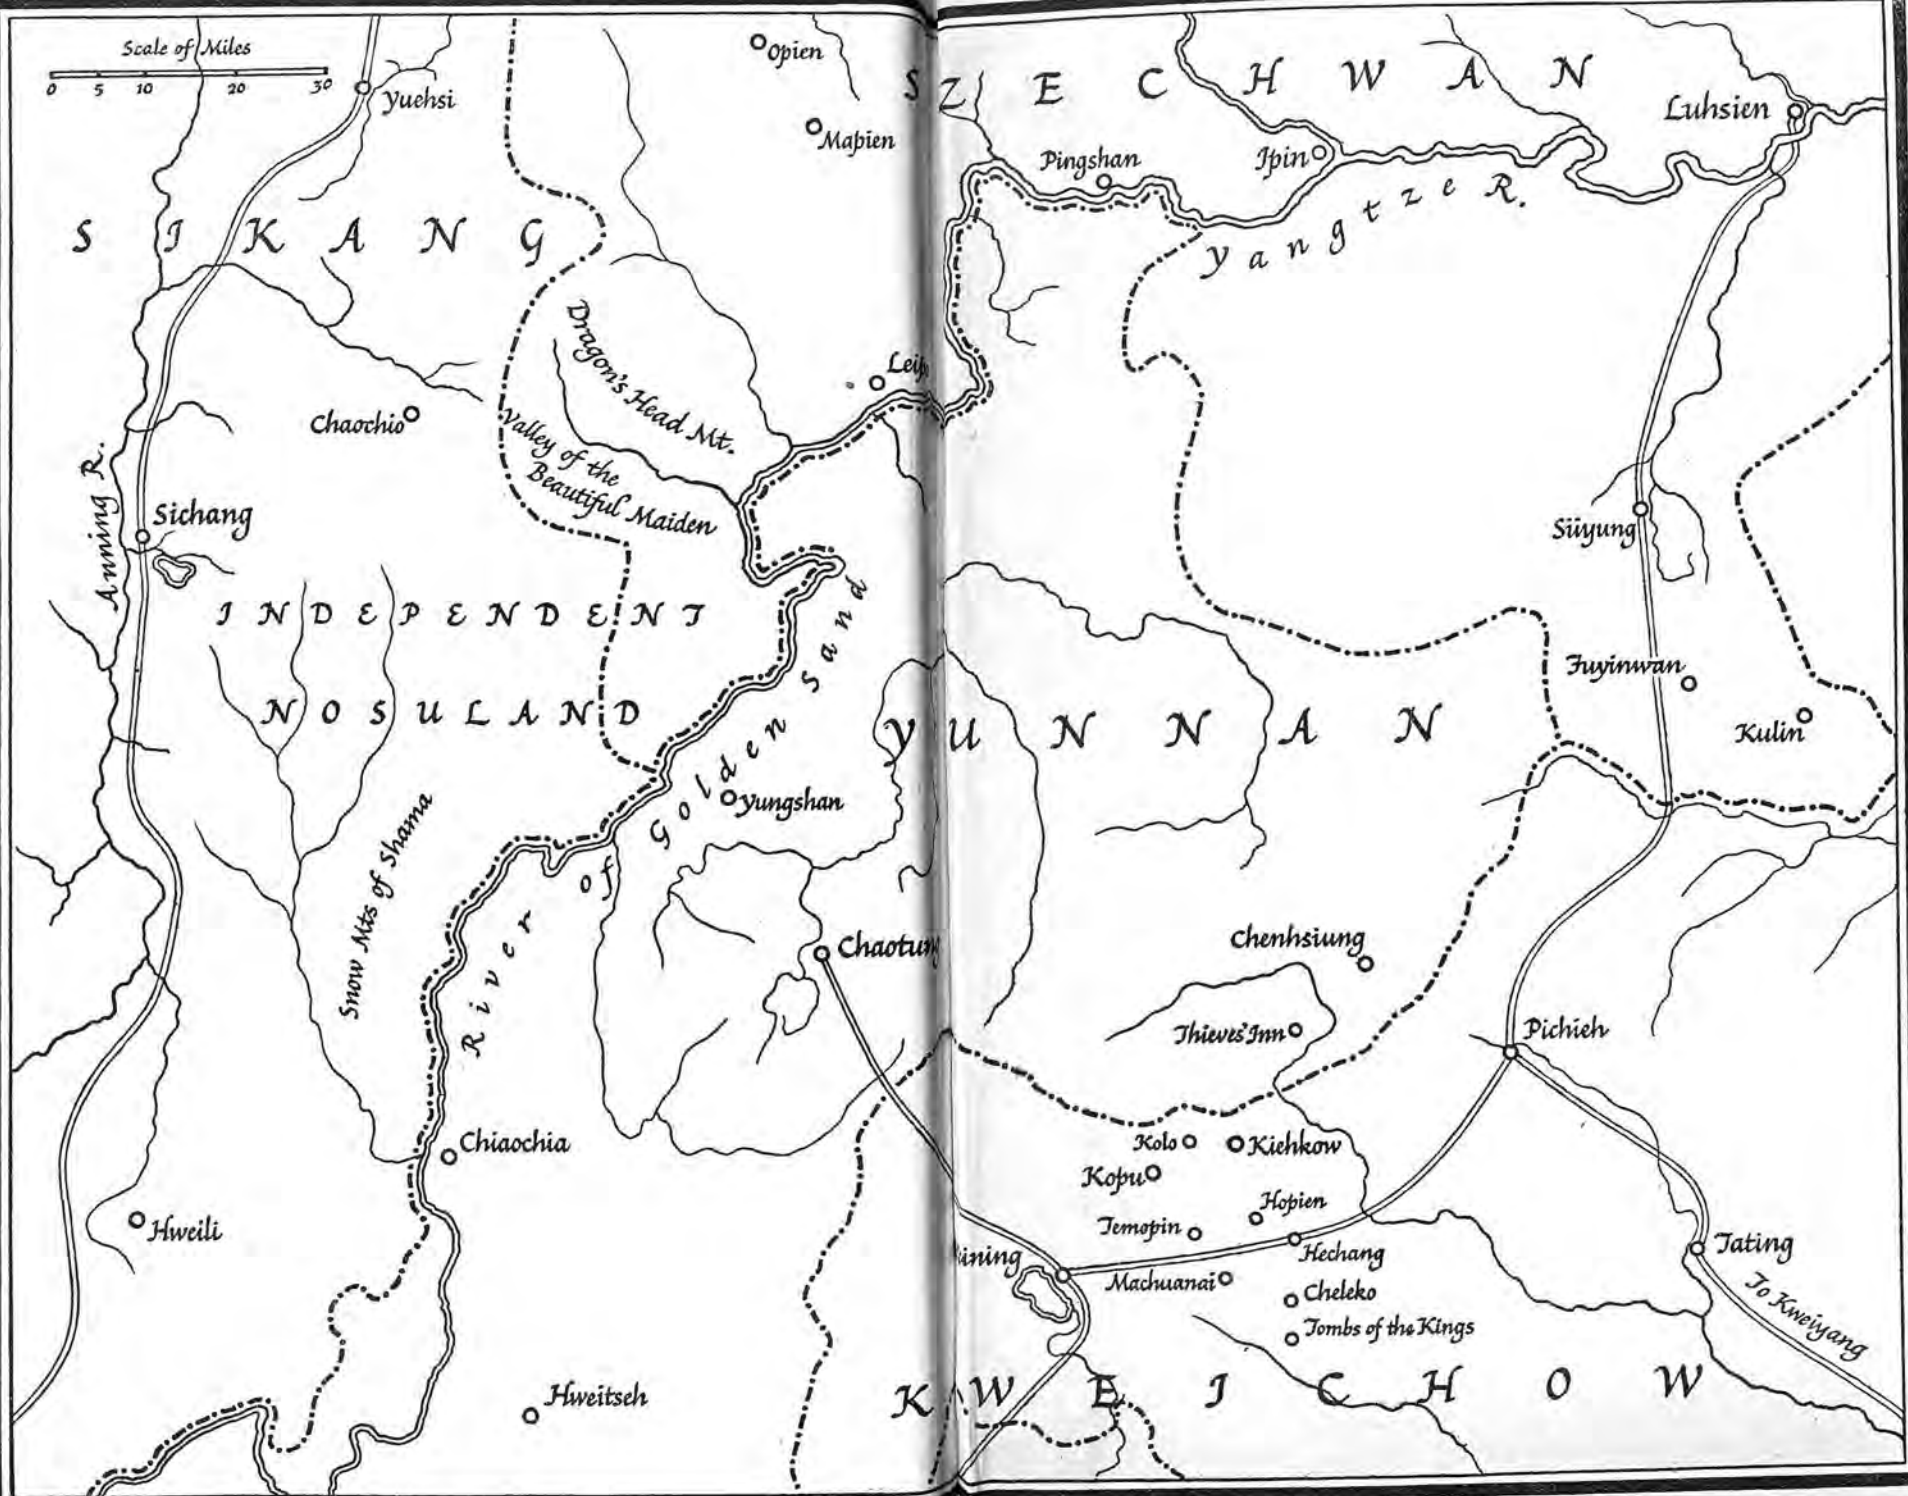 Scale of Miles
0 5 10 20 30
Yuehsi
Opien
Mapien
SZECHWAN
Luhsien
Pingshan
Ipin
Yangtze R.
SIKANG
Dragon's Head Mt.
Chaochio
Valley of the
Beautiful Maiden
Anning R.
Sichang
Süyung
INDEPENDENT
NOSULAND
River of Golden Sand
Fuyinwan
Kulin
YUNNAN
Yungshan
Snow Mts of Shama
Chaotung
Chenhsiung
Thieves' Inn
Pichieh
Chiaochia
Kolo
Kiehkow
Kopu
Hopien
Temopin
Hweili
Hechang
Machuanai
Cheleko
Tombs of the Kings
Tating
To Kweiyang
Hweitseh
KWEICHOW